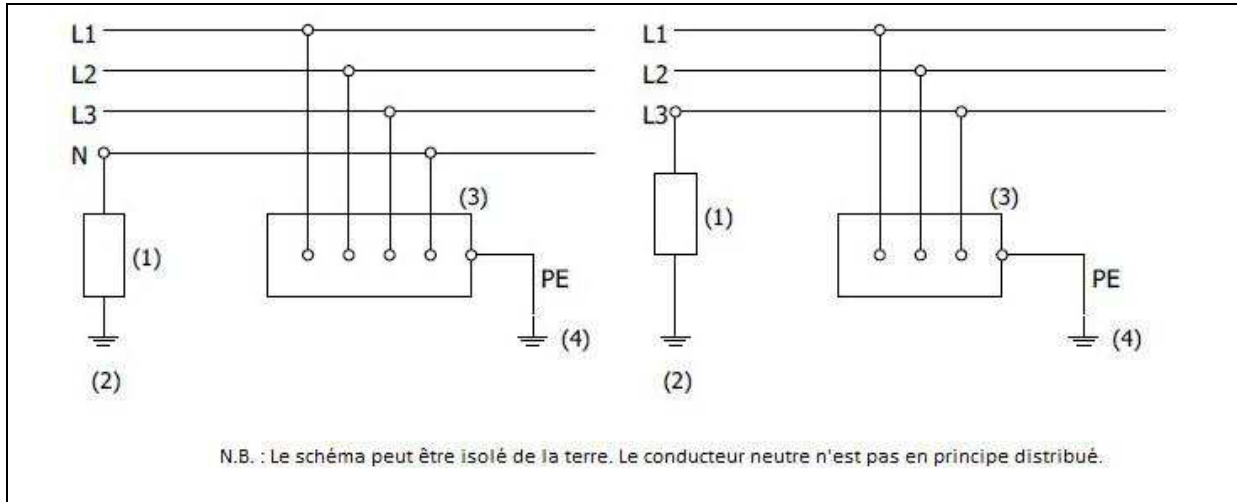 L1
L2
L3
N
(1)
(2)
(3)
PE
(4)
L1
L2
L3
(1)
(2)
(3)
PE
(4)
N.B. : Le schéma peut être isolé de la terre. Le conducteur neutre n'est pas en principe distribué.